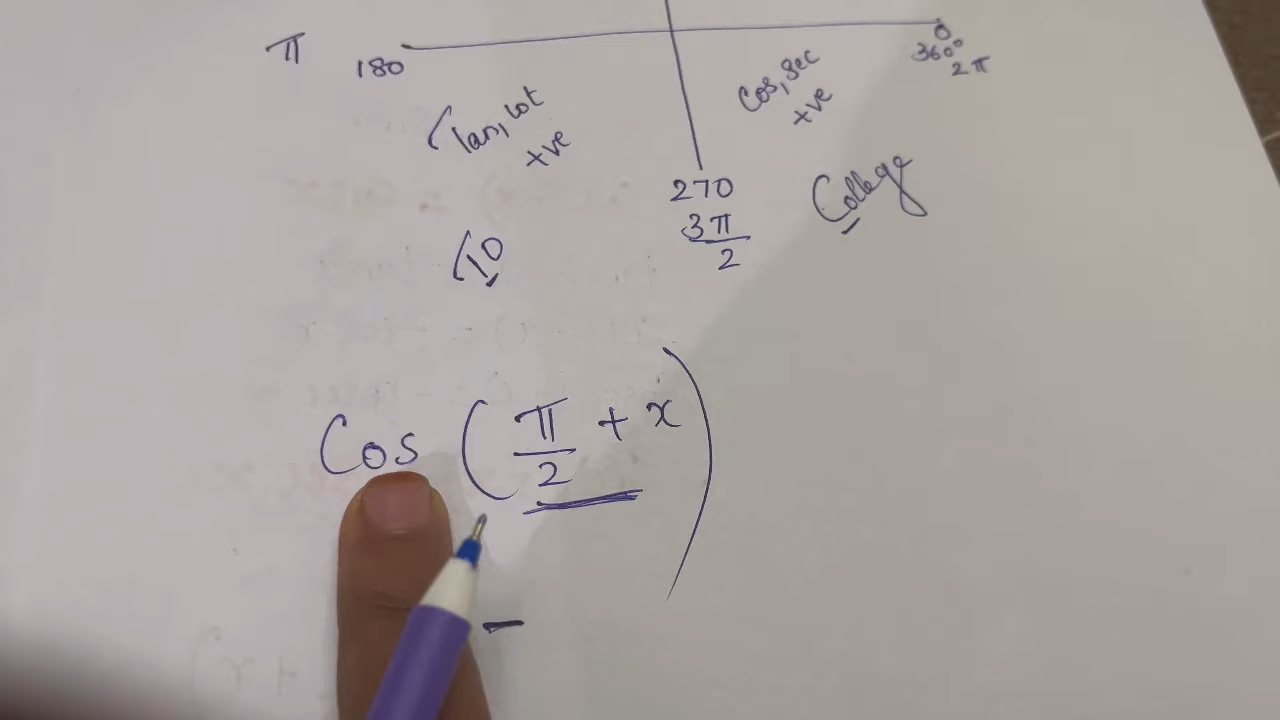 π 180 0
360° 2π
Tan, Cot +ve
Cos, Sec +ve
270
3π
2
To
College
Cos (π/2 + x)
–